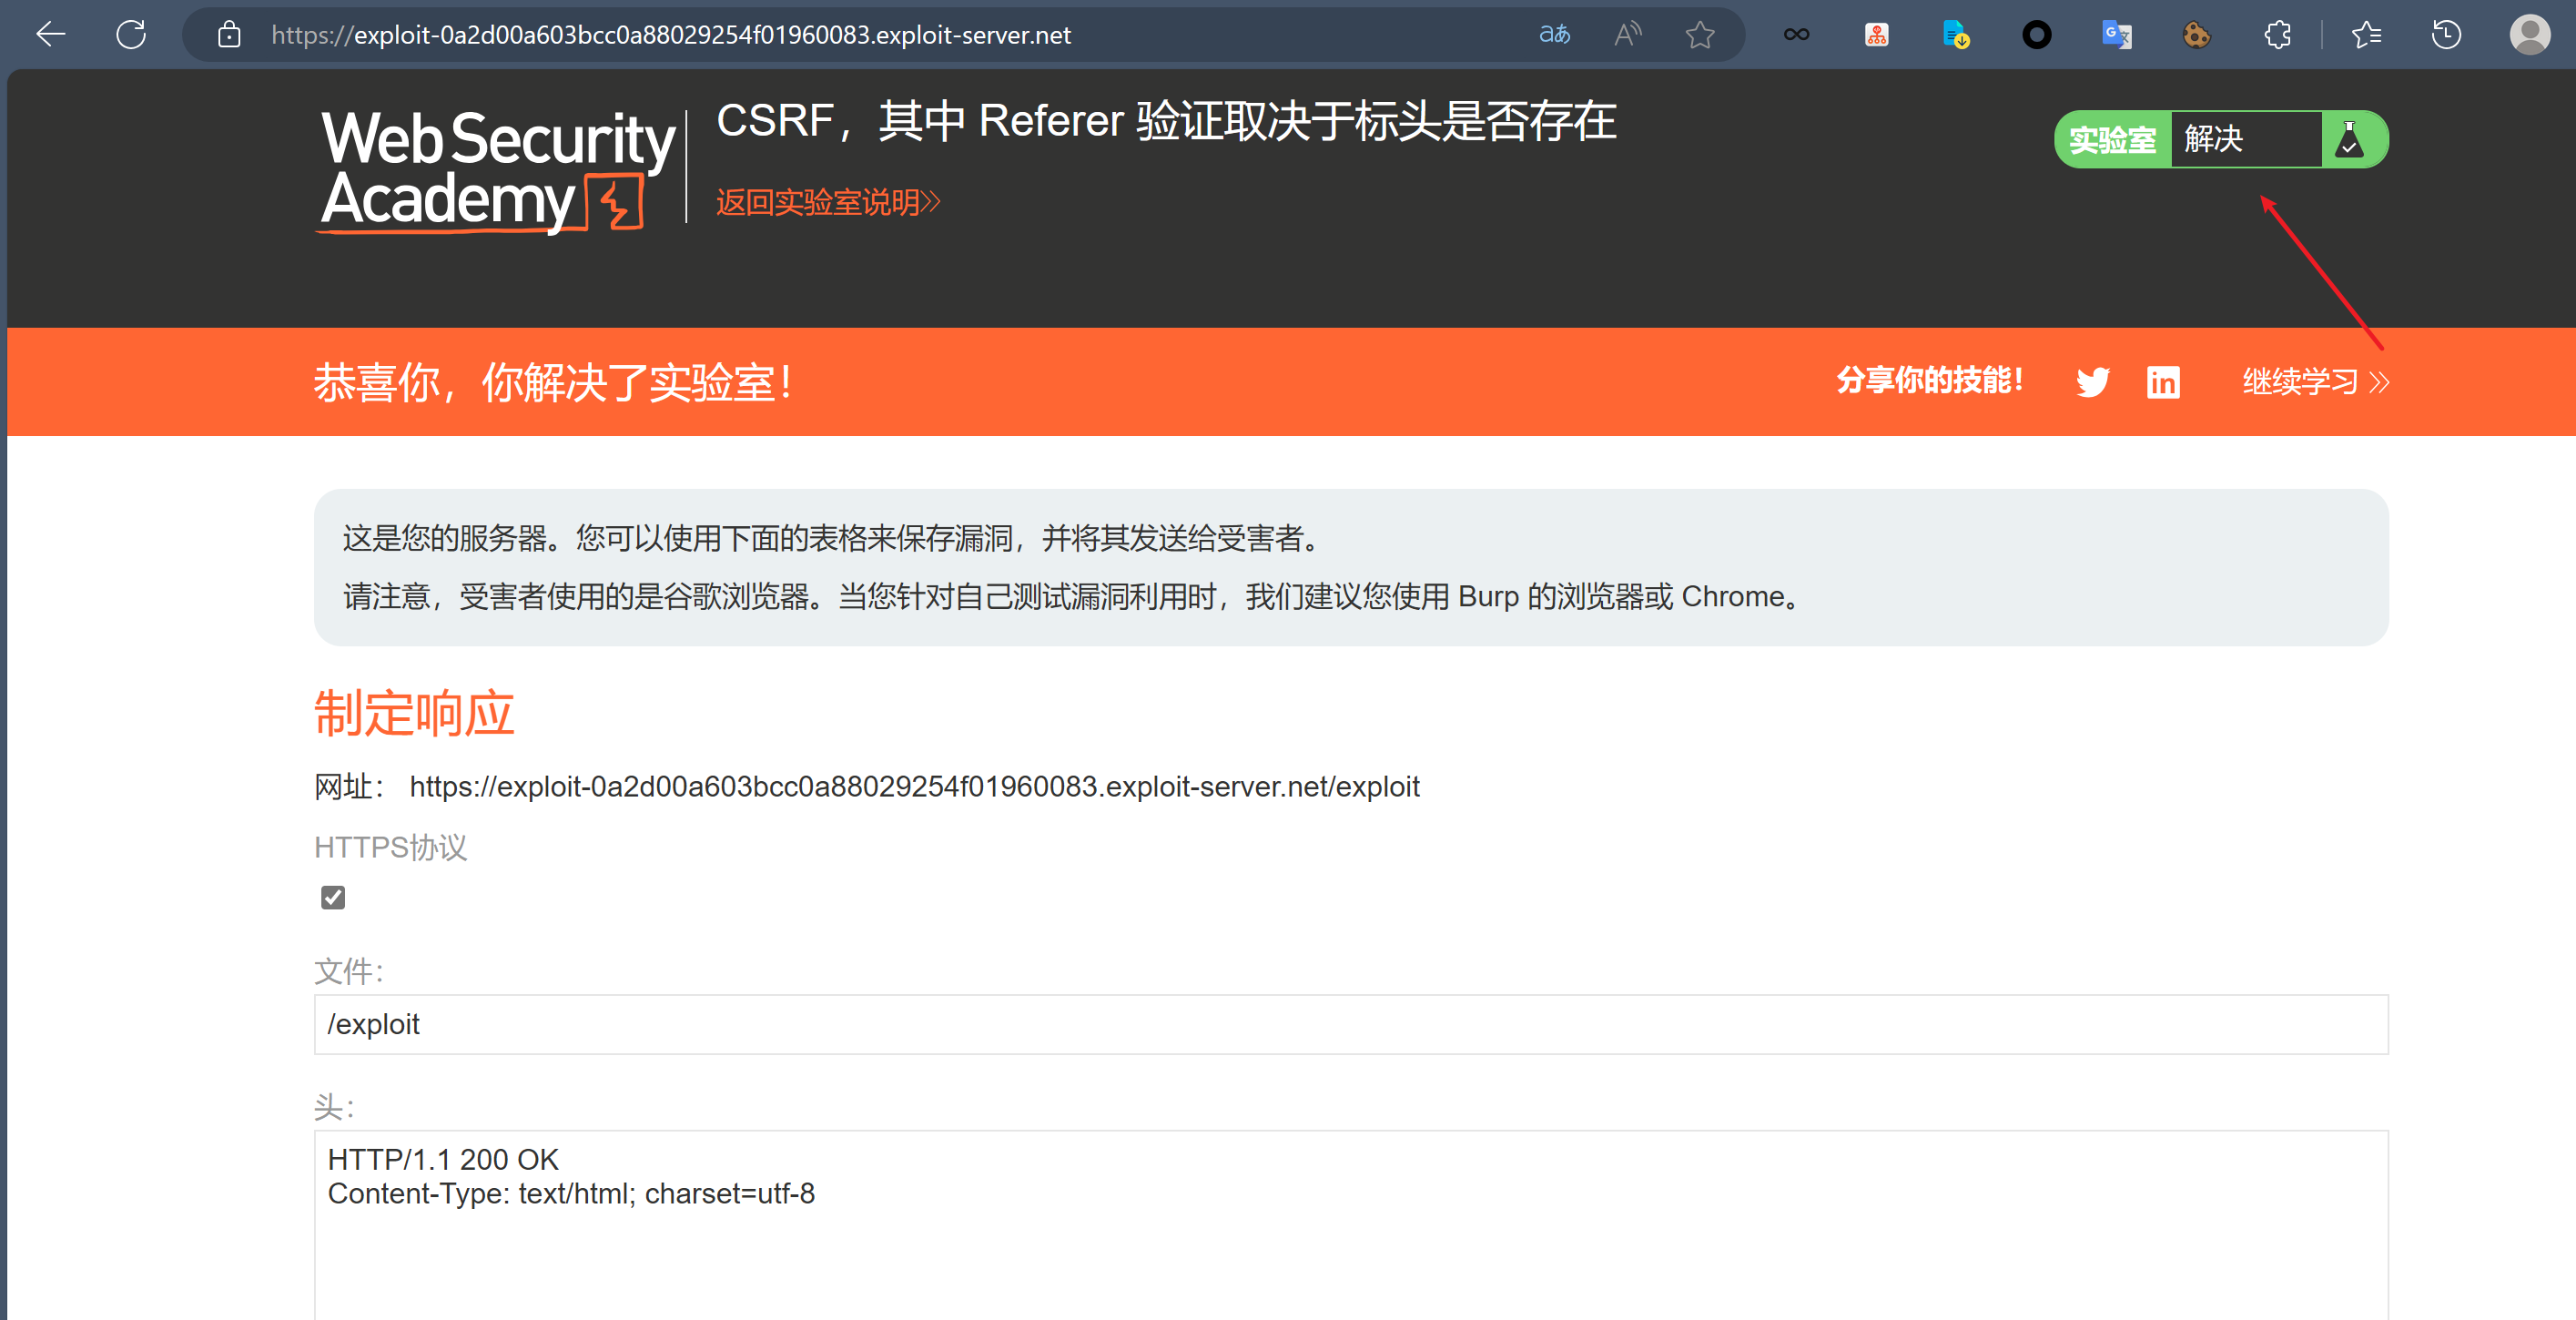 https://exploit-0a2d00a603bcc0a88029254f01960083.exploit-server.net
Web Security
Academy
CSRF，其中 Referer 验证取决于标头是否存在
返回实验室说明
实验室 解决
恭喜你，你解决了实验室！
分享你的技能！ 继续学习
这是您的服务器。您可以使用下面的表格来保存漏洞，并将其发送给受害者。
请注意，受害者使用的是谷歌浏览器。当您针对自己测试漏洞利用时，我们建议您使用 Burp 的浏览器或 Chrome。
制定响应
网址： https://exploit-0a2d00a603bcc0a88029254f01960083.exploit-server.net/exploit
HTTPS协议
文件：
/exploit
头：
HTTP/1.1 200 OK
Content-Type: text/html; charset=utf-8